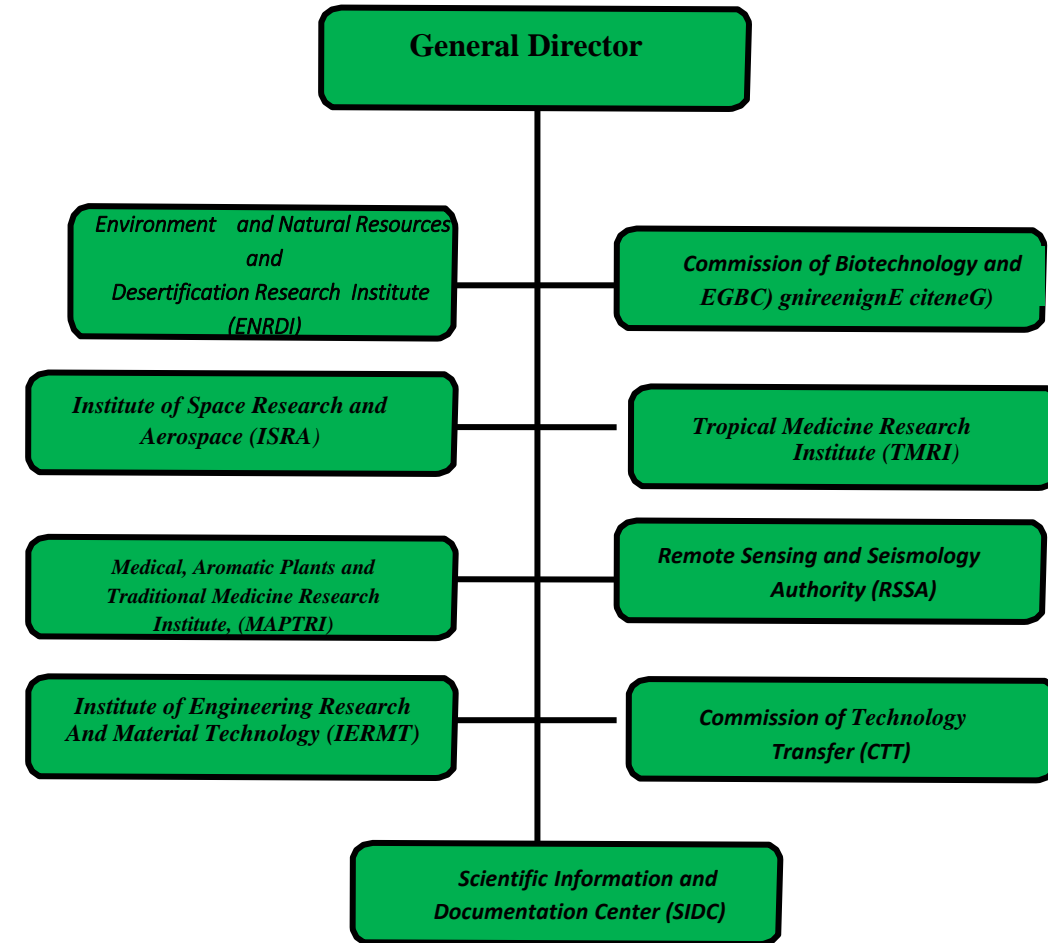 General Director
Environment and Natural Resources
and
Desertification Research Institute
(ENRDI)
Commission of Biotechnology and
EGBC) gnireenignE citeneG)
Institute of Space Research and
Aerospace (ISRA)
Tropical Medicine Research
Institute (TMRI)
Medical, Aromatic Plants and
Traditional Medicine Research
Institute, (MAPTRI)
Remote Sensing and Seismology
Authority (RSSA)
Institute of Engineering Research
And Material Technology (IERMT)
Commission of Technology
Transfer (CTT)
Scientific Information and
Documentation Center (SIDC)